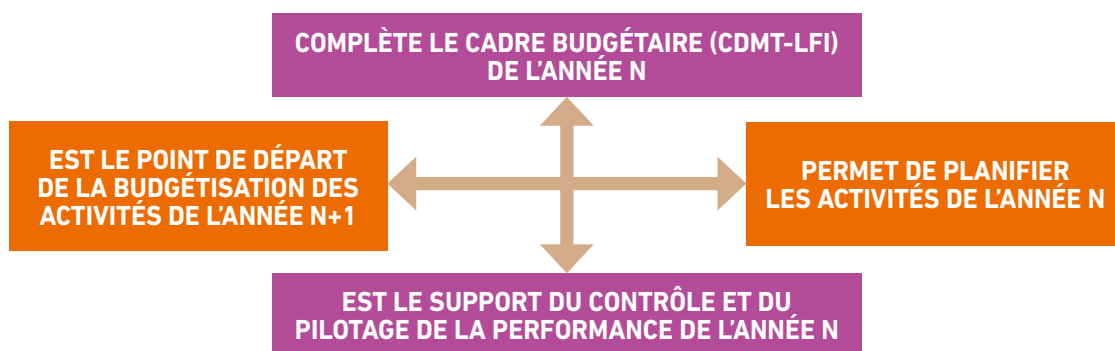 COMPLÈTE LE CADRE BUDGÉTAIRE (CDMT-LFI)
DE L'ANNÉE N
EST LE POINT DE DÉPART
DE LA BUDGÉTISATION DES
ACTIVITÉS DE L'ANNÉE N+1
PERMET DE PLANIFIER
LES ACTIVITÉS DE L'ANNÉE N
EST LE SUPPORT DU CONTRÔLE ET DU
PILOTAGE DE LA PERFORMANCE DE L'ANNÉE N